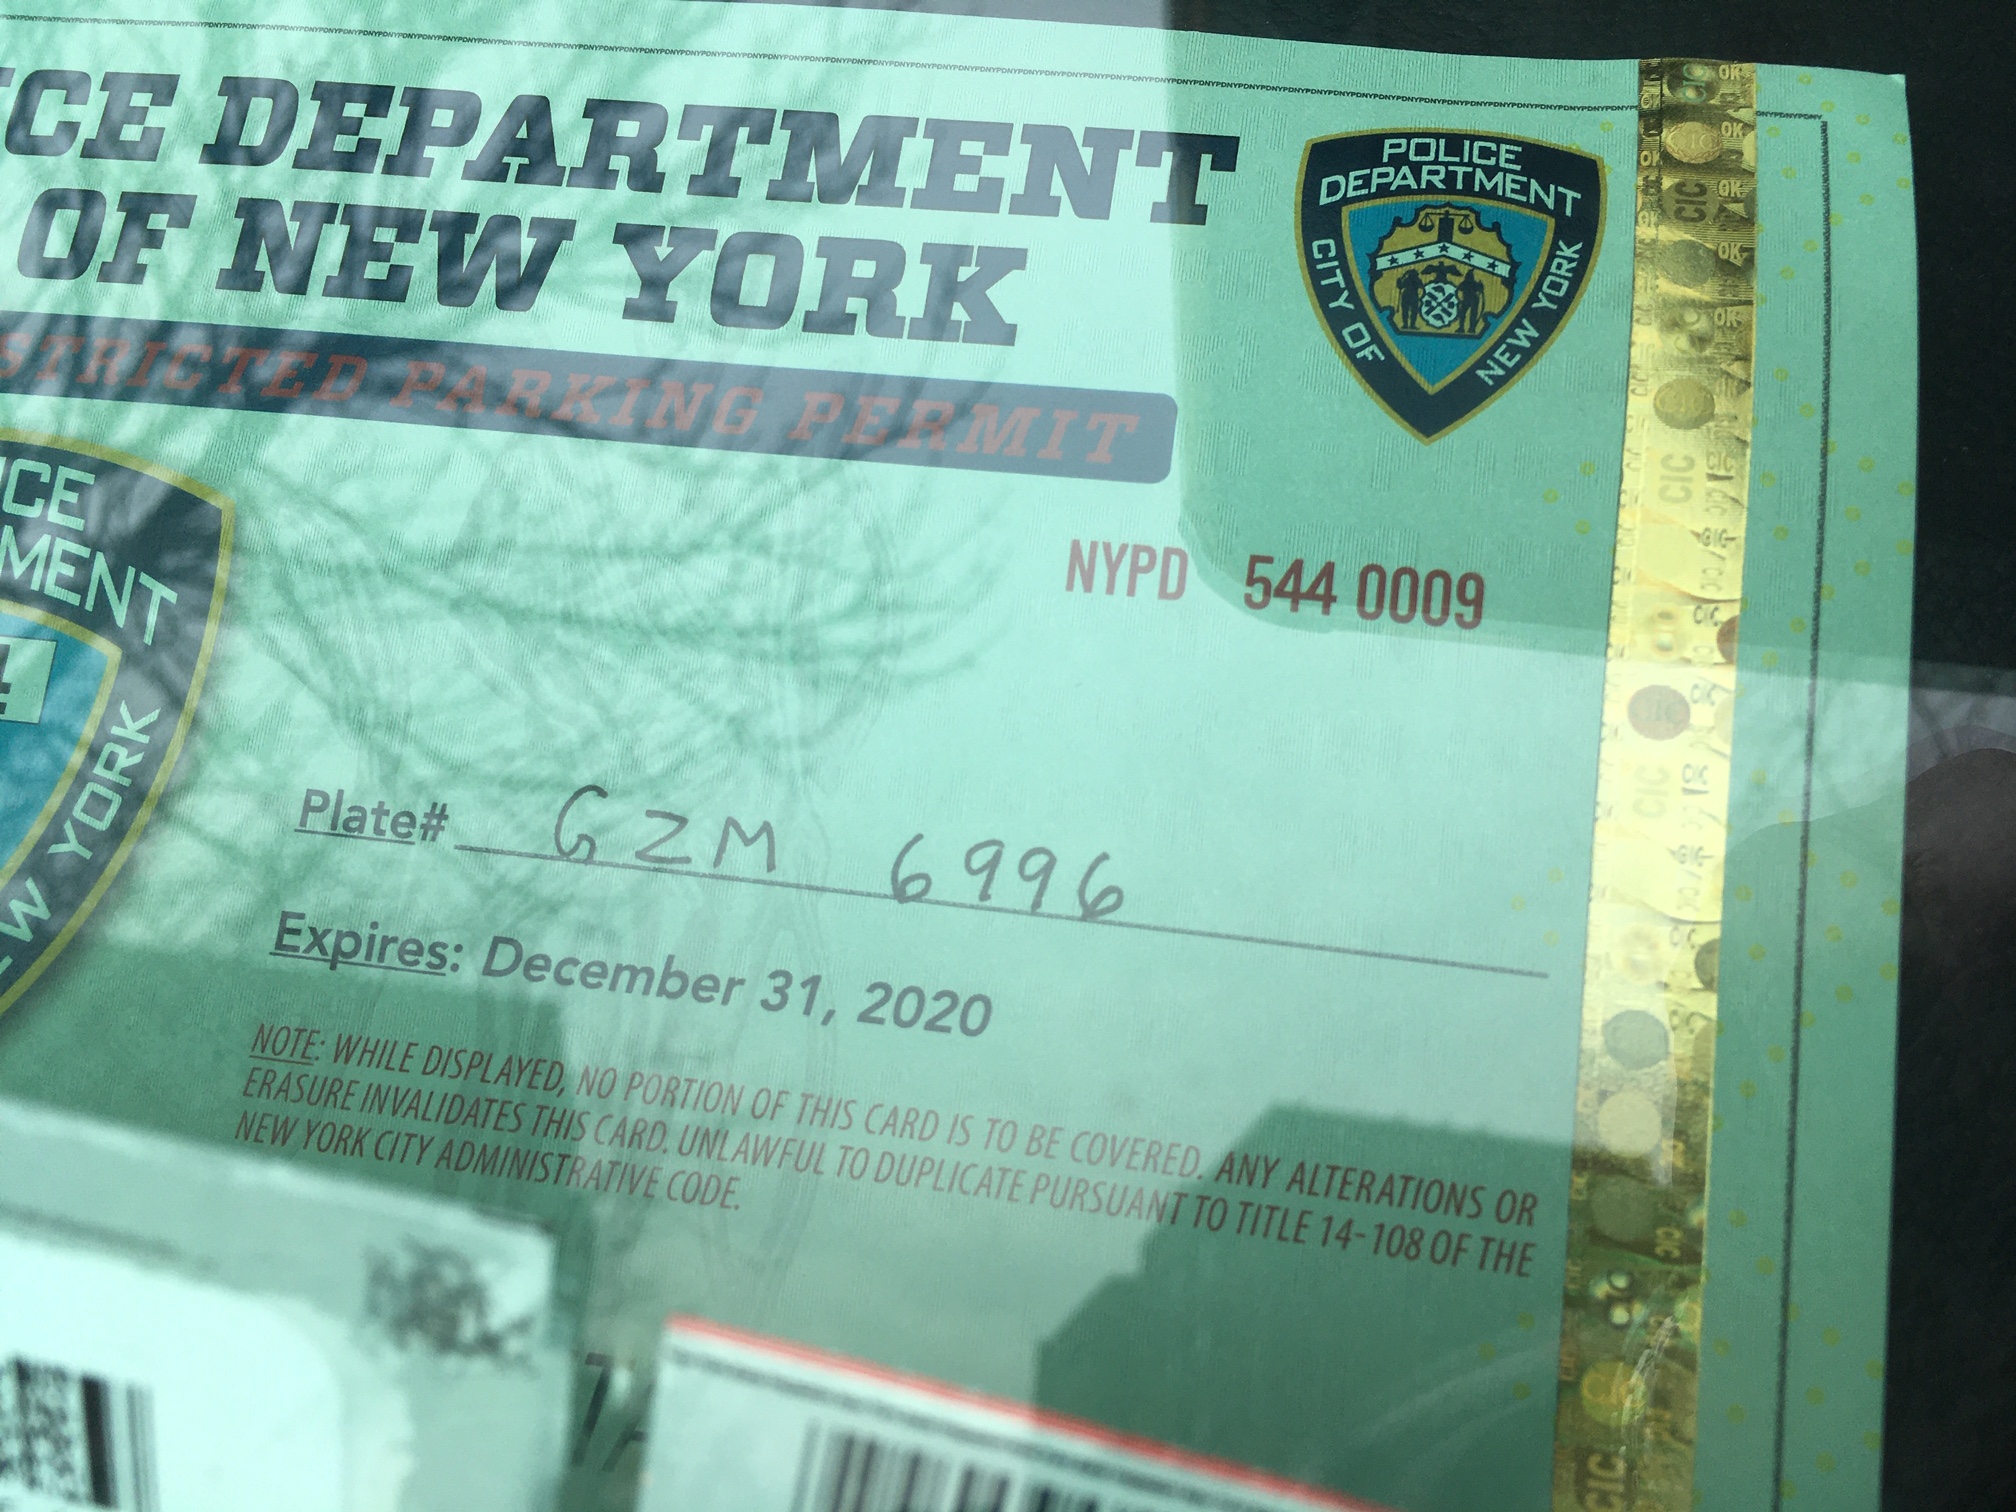 CE DEPARTMENT
OF NEW YORK
STRICTED PARKING PERMIT
POLICE
DEPARTMENT
CITY OF
NEW YORK
NYPD 544 0009
CE
MENT
W YORK
Plate# GZM 6996
Expires: December 31, 2020
NOTE: WHILE DISPLAYED, NO PORTION OF THIS CARD IS TO BE COVERED. ANY ALTERATIONS OR
ERASURE INVALIDATES THIS CARD. UNLAWFUL TO DUPLICATE PURSUANT TO TITLE 14-108 OF THE
NEW YORK CITY ADMINISTRATIVE CODE.